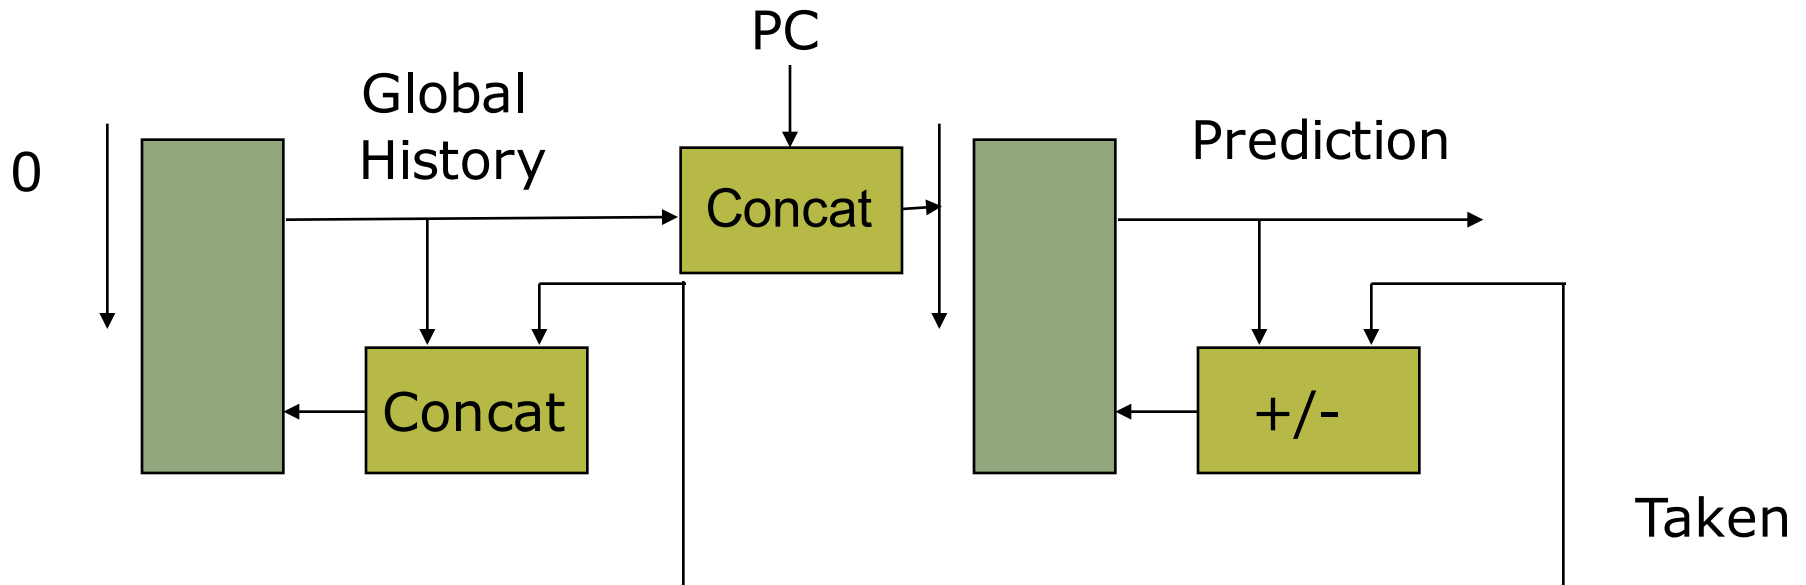 PC
Global
History
0
Prediction
Concat
Concat
+/-
Taken